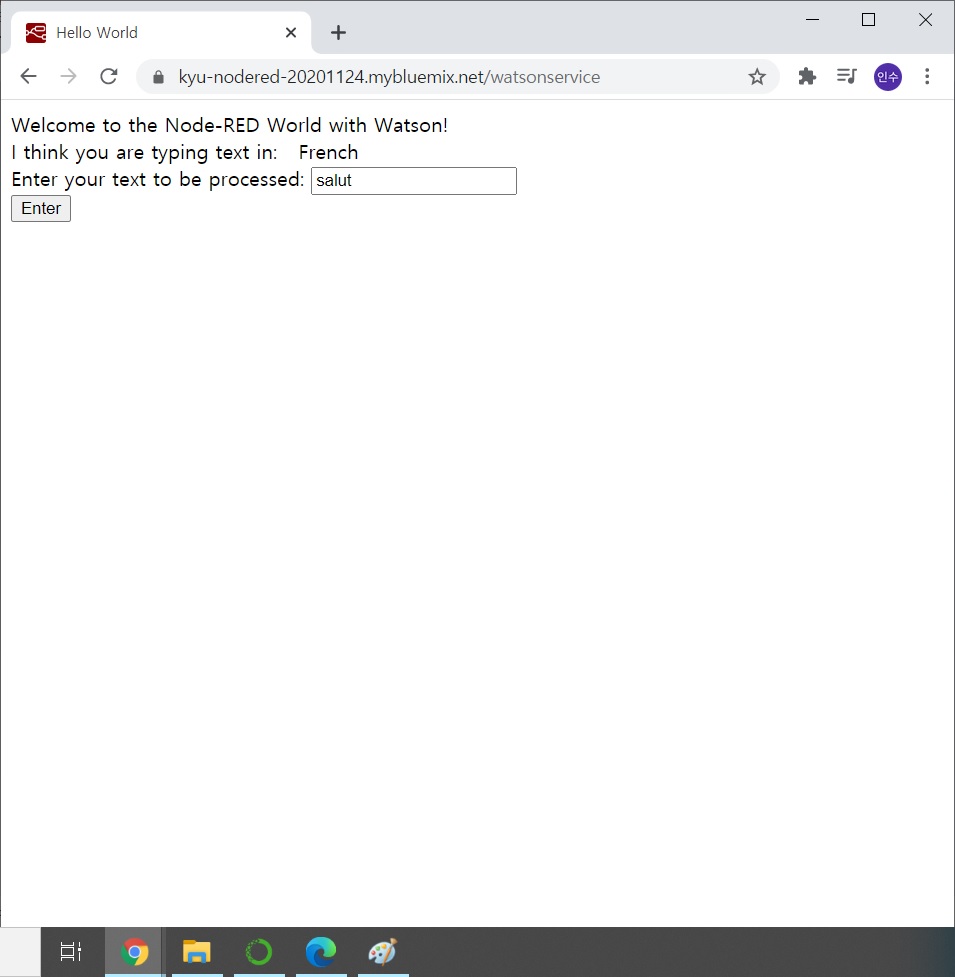 Hello World
kyu-nodered-20201124.mybluemix.net/watsonservice
인수
Welcome to the Node-RED World with Watson!
I think you are typing text in: French
Enter your text to be processed: salut
Enter